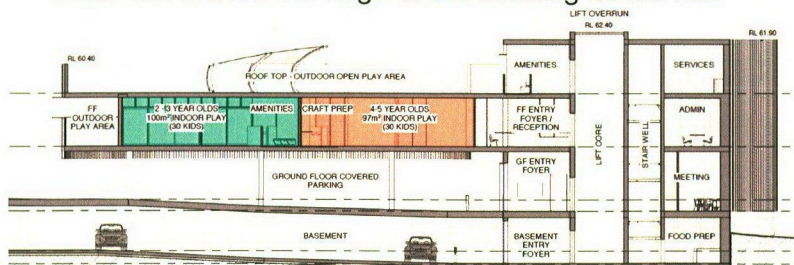 LIFT OVERRUN
RL 62.40
RL 61.90
RL 60.40
AMENITIES
SERVICES
ROOF TOP - OUTDOOR OPEN PLAY AREA
FF
OUTDOOR
PLAY AREA
2 -3 YEAR OLDS
100m² INDOOR PLAY
(30 KIDS)
AMENITIES
CRAFT PREP
4-5 YEAR OLDS
97m² INDOOR PLAY
(30 KIDS)
FF ENTRY
FOYER /
RECEPTION
LIFT CORE
STAIR WELL
ADMIN
GROUND FLOOR COVERED
PARKING
GF ENTRY
FOYER
MEETING
BASEMENT
BASEMENT
ENTRY
FOYER
FOOD PREP